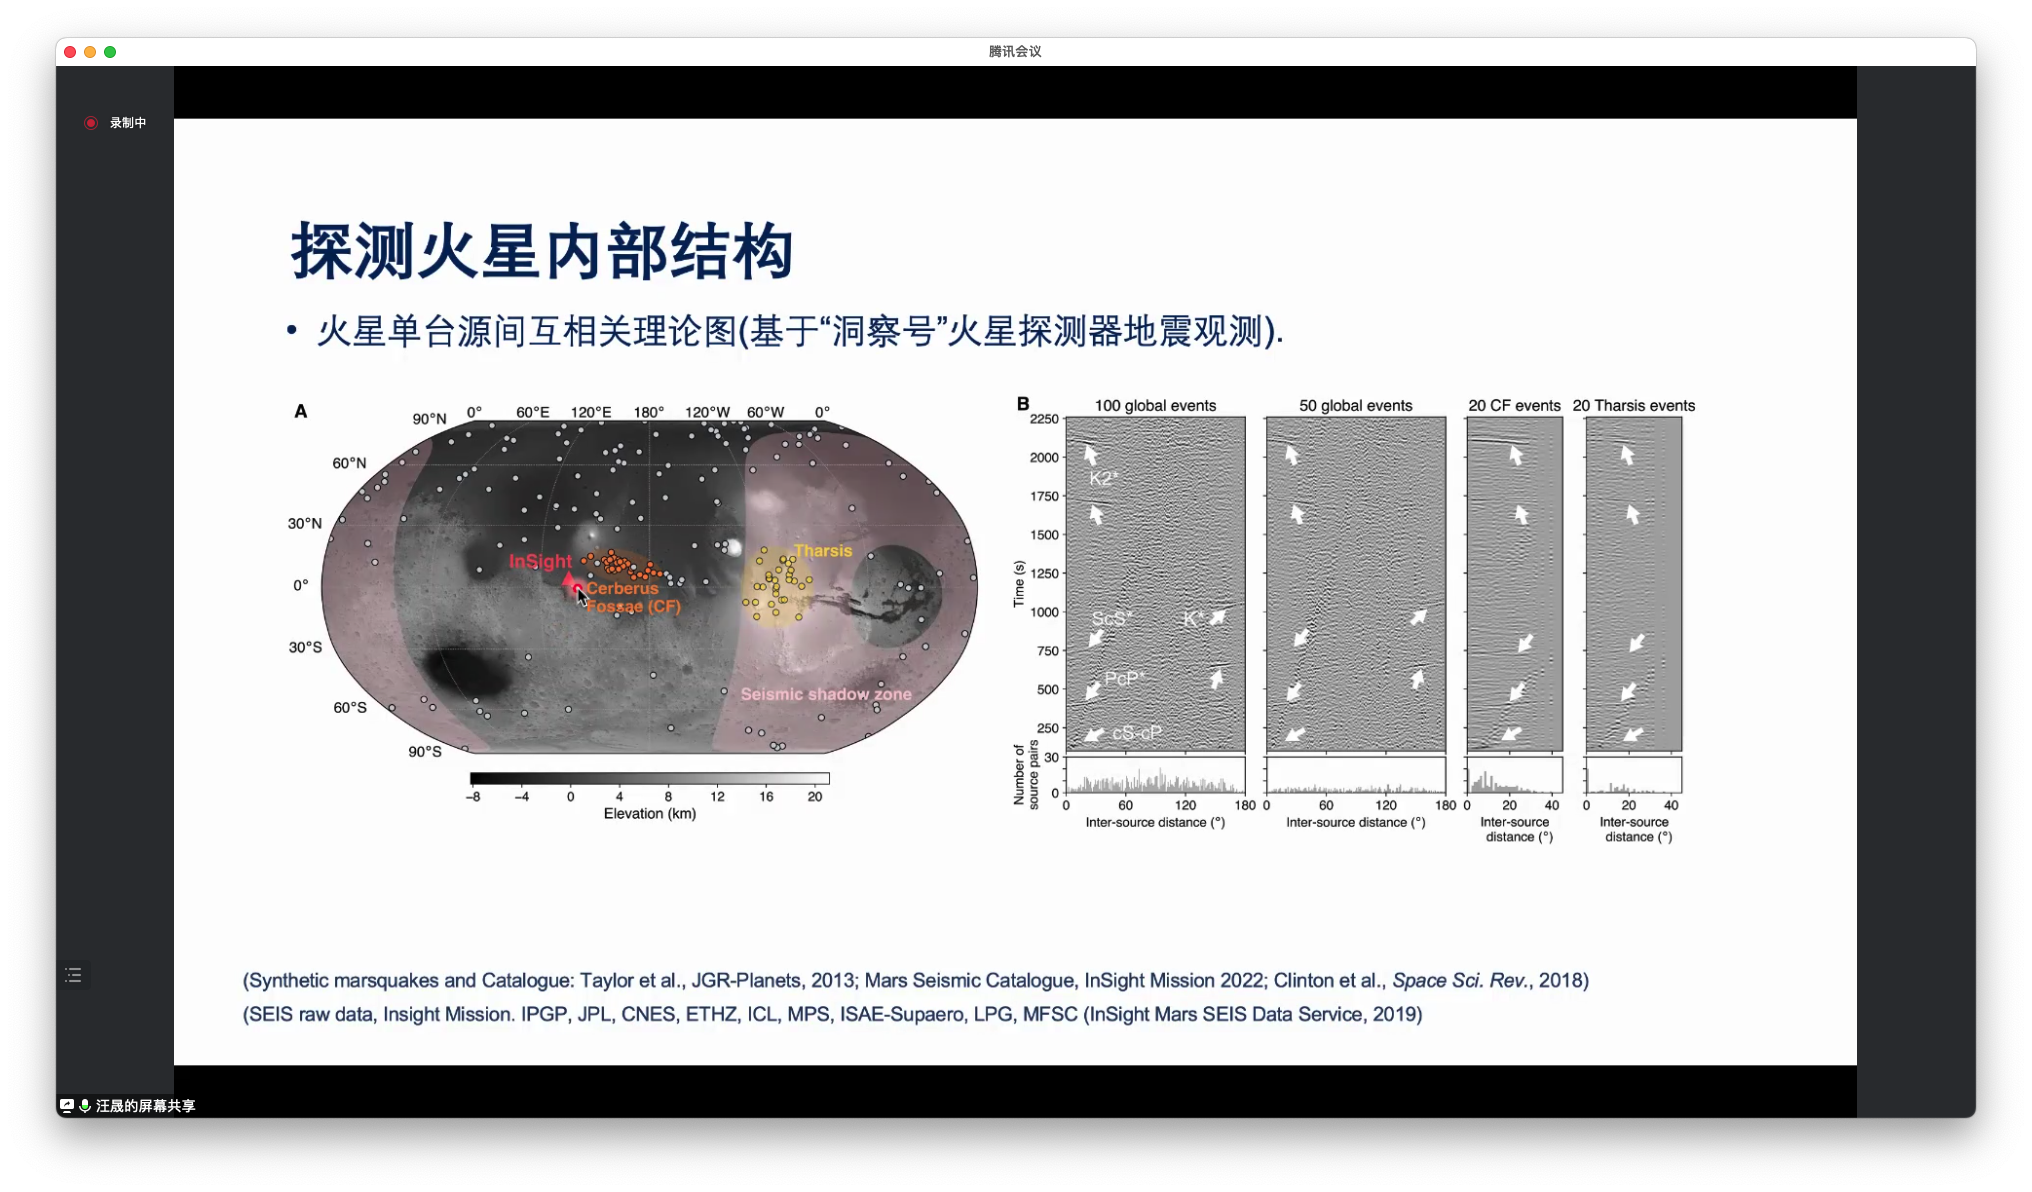 腾讯会议
录制中
探测火星内部结构
• 火星单台源间互相关理论图(基于“洞察号”火星探测器地震观测).
A
0° 60°E 120°E 180° 120°W 60°W 0°
90°N
60°N
30°N
0°
30°S
60°S
90°S
InSight
Cerberus
Fossae (CF)
Tharsis
Seismic shadow zone
−8 −4 0 4 8 12 16 20
Elevation (km)
B
100 global events 50 global events 20 CF events 20 Tharsis events
2250
2000
1750
1500
1250
1000
750
500
250
Time (s)
K2*
ScS* K*
PcP*
cS-cP
Number of
source pairs
30
0
0 60 120 180 0 60 120 180 0 20 40 0 20 40
Inter-source distance (°) Inter-source distance (°) Inter-source Inter-source
distance (°) distance (°)
(Synthetic marsquakes and Catalogue: Taylor et al., JGR-Planets, 2013; Mars Seismic Catalogue, InSight Mission 2022; Clinton et al., Space Sci. Rev., 2018)
(SEIS raw data, Insight Mission. IPGP, JPL, CNES, ETHZ, ICL, MPS, ISAE-Supaero, LPG, MFSC (InSight Mars SEIS Data Service, 2019)
汪晟的屏幕共享